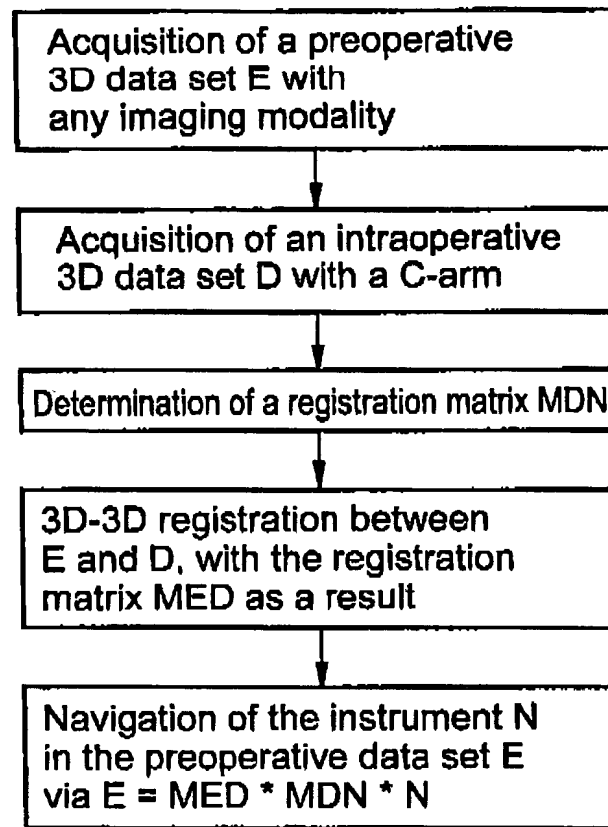 Acquisition of a preoperative
3D data set E with
any imaging modality
Acquisition of an intraoperative
3D data set D with a C-arm
Determination of a registration matrix MDN
3D-3D registration between
E and D, with the registration
matrix MED as a result
Navigation of the instrument N
in the preoperative data set E
via E = MED * MDN * N